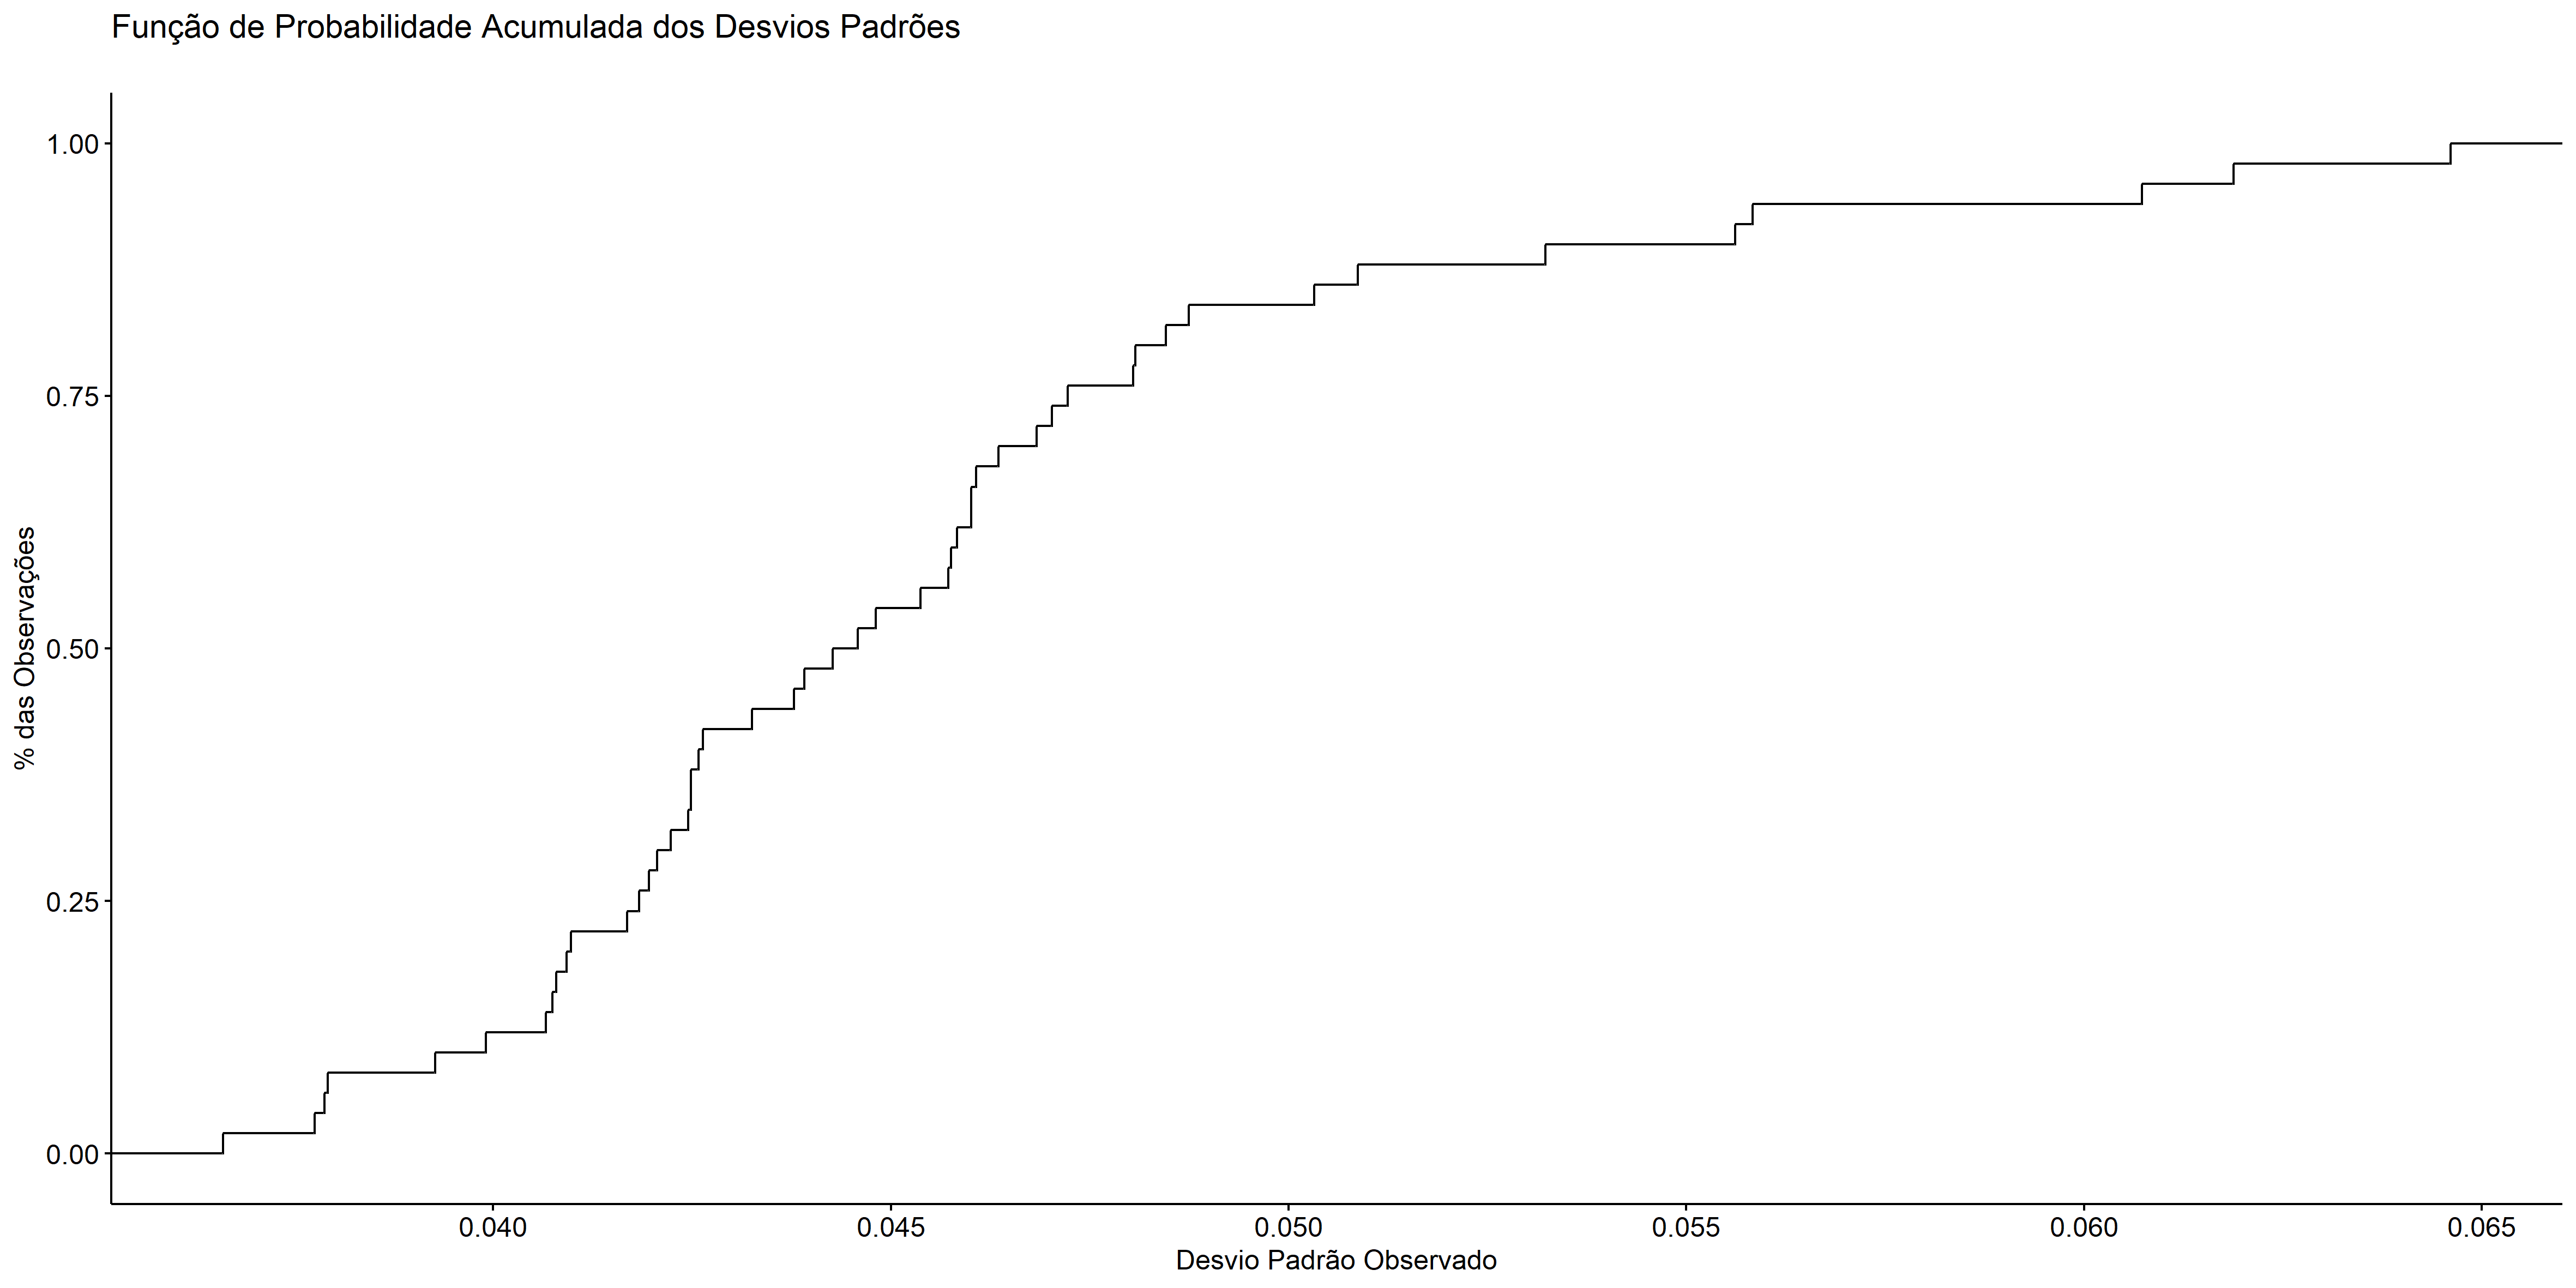 Função de Probabilidade Acumulada dos Desvios Padrões
1.00
0.75
0.50
0.25
0.00
% das Observações
0.040 0.045 0.050 0.055 0.060 0.065
Desvio Padrão Observado